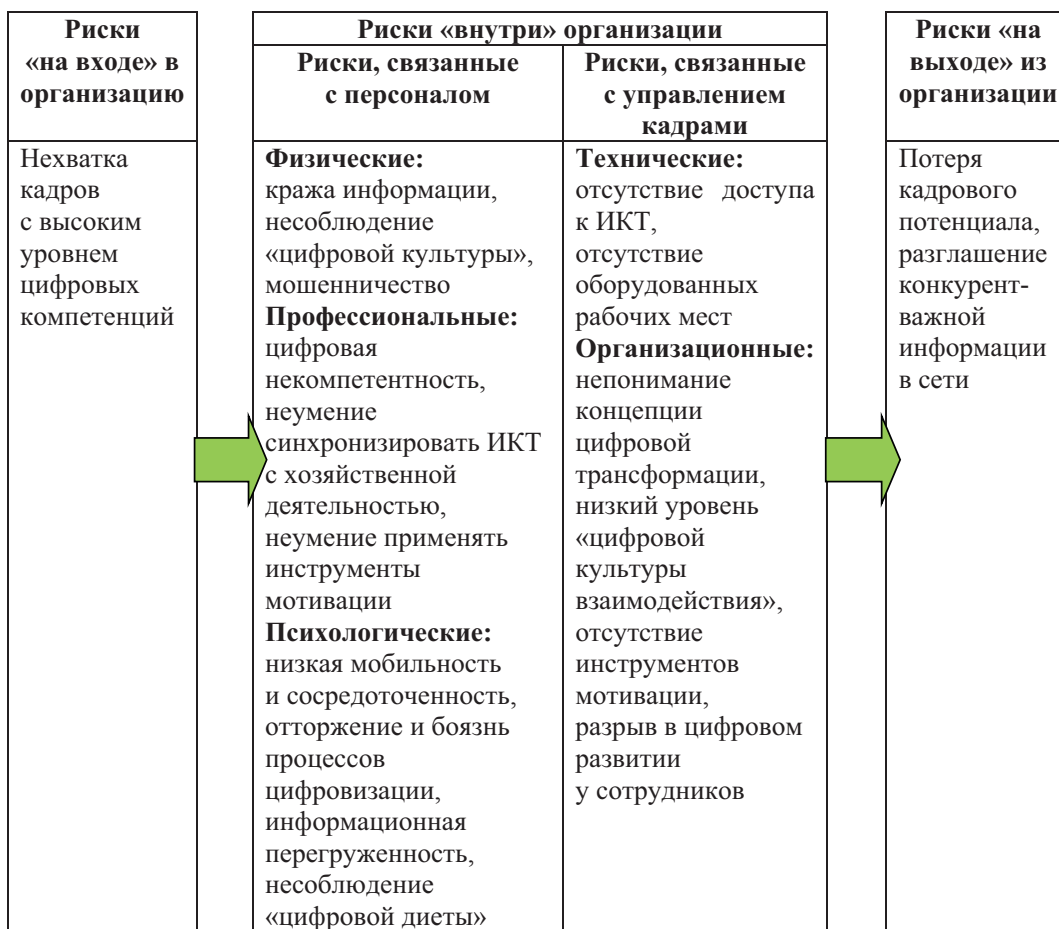 Риски
«на входе» в
организацию
Нехватка
кадров
с высоким
уровнем
цифровых
компетенций
Риски «внутри» организации
Риски, связанные
с персоналом
Физические:
кража информации,
несоблюдение
«цифровой культуры»,
мошенничество
Профессиональные:
цифровая
некомпетентность,
неумение
синхронизировать ИКТ
с хозяйственной
деятельностью,
неумение применять
инструменты
мотивации
Психологические:
низкая мобильность
и сосредоточенность,
отторжение и боязнь
процессов
цифровизации,
информационная
перегруженность,
несоблюдение
«цифровой диеты»
Риски, связанные
с управлением
кадрами
Технические:
отсутствие доступа
к ИКТ,
отсутствие
оборудованных
рабочих мест
Организационные:
непонимание
концепции
цифровой
трансформации,
низкий уровень
«цифровой
культуры
взаимодействия»,
отсутствие
инструментов
мотивации,
разрыв в цифровом
развитии
у сотрудников
Риски «на
выходе» из
организации
Потеря
кадрового
потенциала,
разглашение
конкурент-
важной
информации
в сети